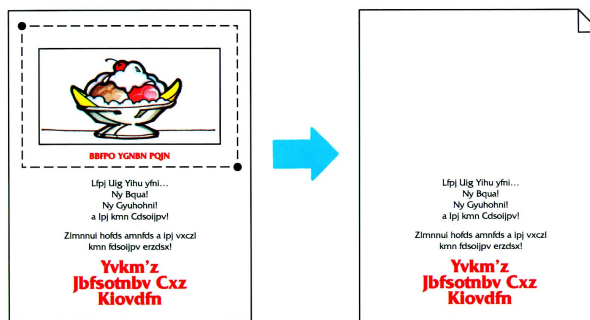 BBFPO YGNBN PQJN
Lfpj Uig Yihu yfni...
Ny Bqua!
Ny Gyuhohni!
a lpj kmn Cdsoijpv!
Zlmnnui hofds amnfds a ipj vxczl
kmn fdsoijpv erzdsx!
Yvkm'z
Jbfsotnbv Cxz
Kiovdfn
Lfpj Uig Yihu yfni...
Ny Bqua!
Ny Gyuhohni!
a lpj kmn Cdsoijpv!
Zlmnnui hofds amnfds a ipj vxczl
kmn fdsoijpv erzdsx!
Yvkm'z
Jbfsotnbv Cxz
Kiovdfn